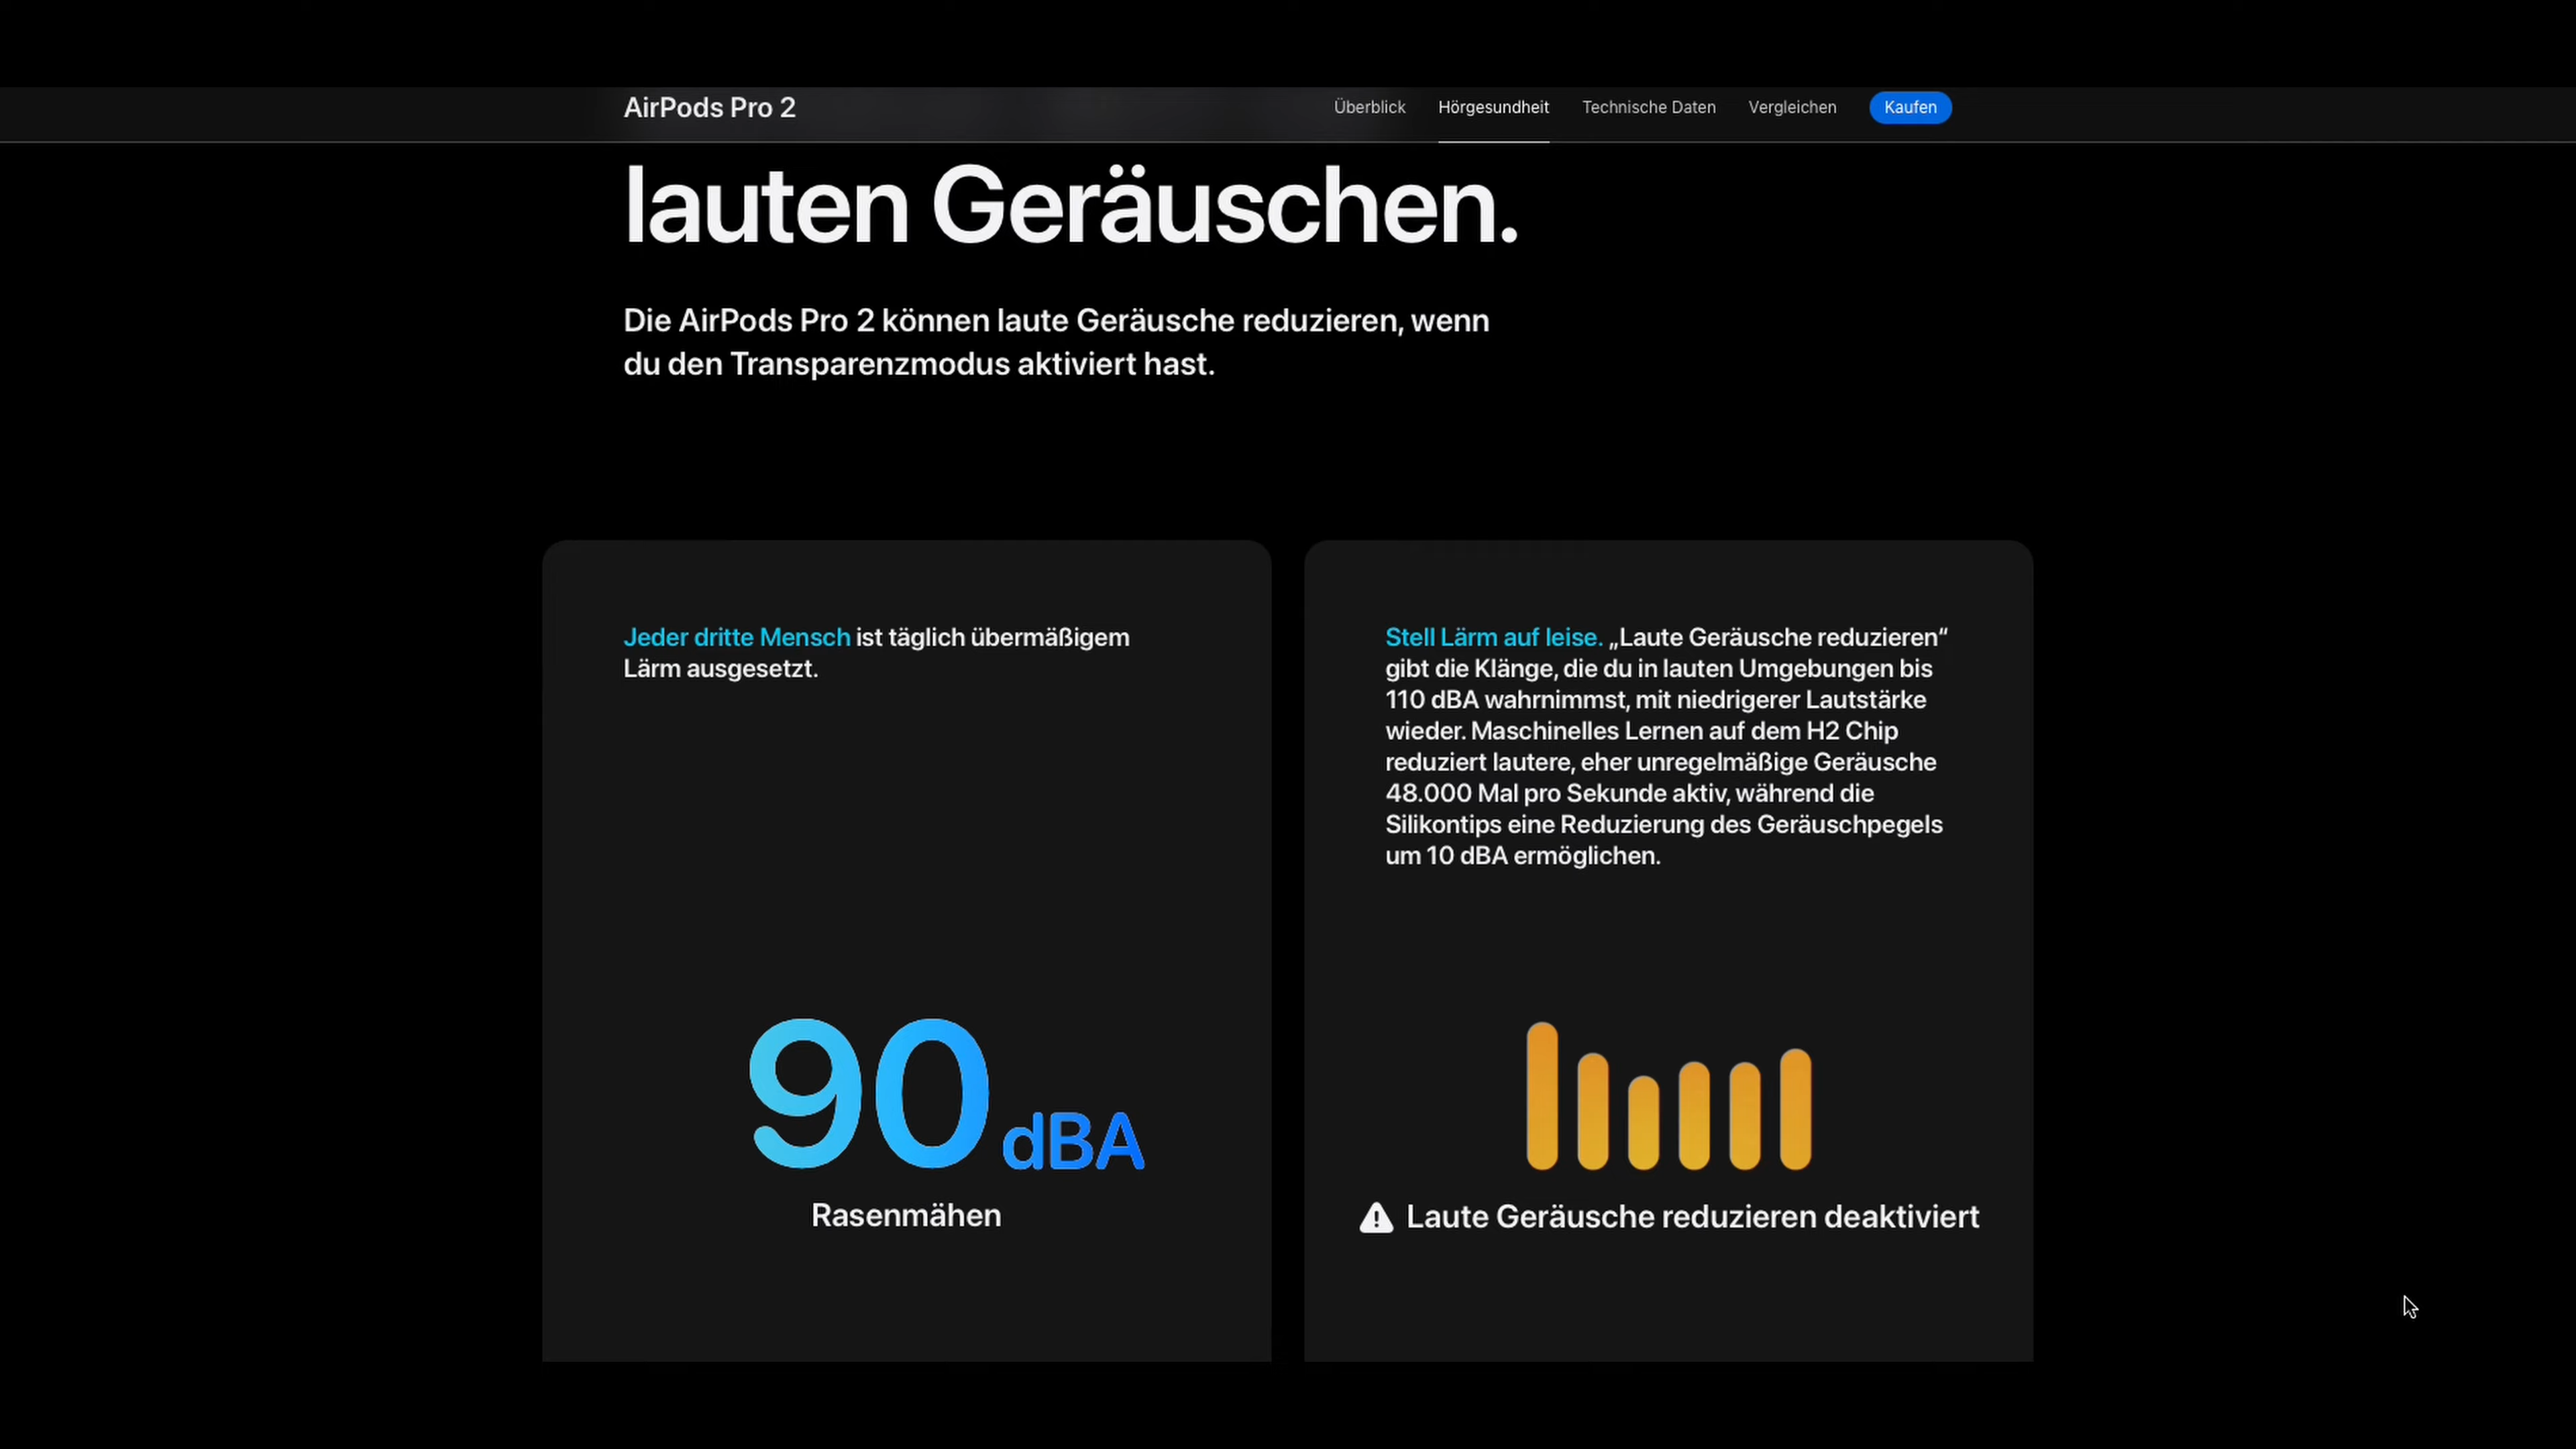 AirPods Pro 2
Überblick
Hörgesundheit
Technische Daten
Vergleichen
Kaufen
lauten Geräuschen.
Die AirPods Pro 2 können laute Geräusche reduzieren, wenn
du den Transparenzmodus aktiviert hast.
Jeder dritte Mensch ist täglich übermäßigem
Lärm ausgesetzt.
90 dBA
Rasenmähen
Stell Lärm auf leise. „Laute Geräusche reduzieren“
gibt die Klänge, die du in lauten Umgebungen bis
110 dBA wahrnimmst, mit niedrigerer Lautstärke
wieder. Maschinelles Lernen auf dem H2 Chip
reduziert lautere, eher unregelmäßige Geräusche
48.000 Mal pro Sekunde aktiv, während die
Silikontips eine Reduzierung des Geräuschpegels
um 10 dBA ermöglichen.
Laute Geräusche reduzieren deaktiviert